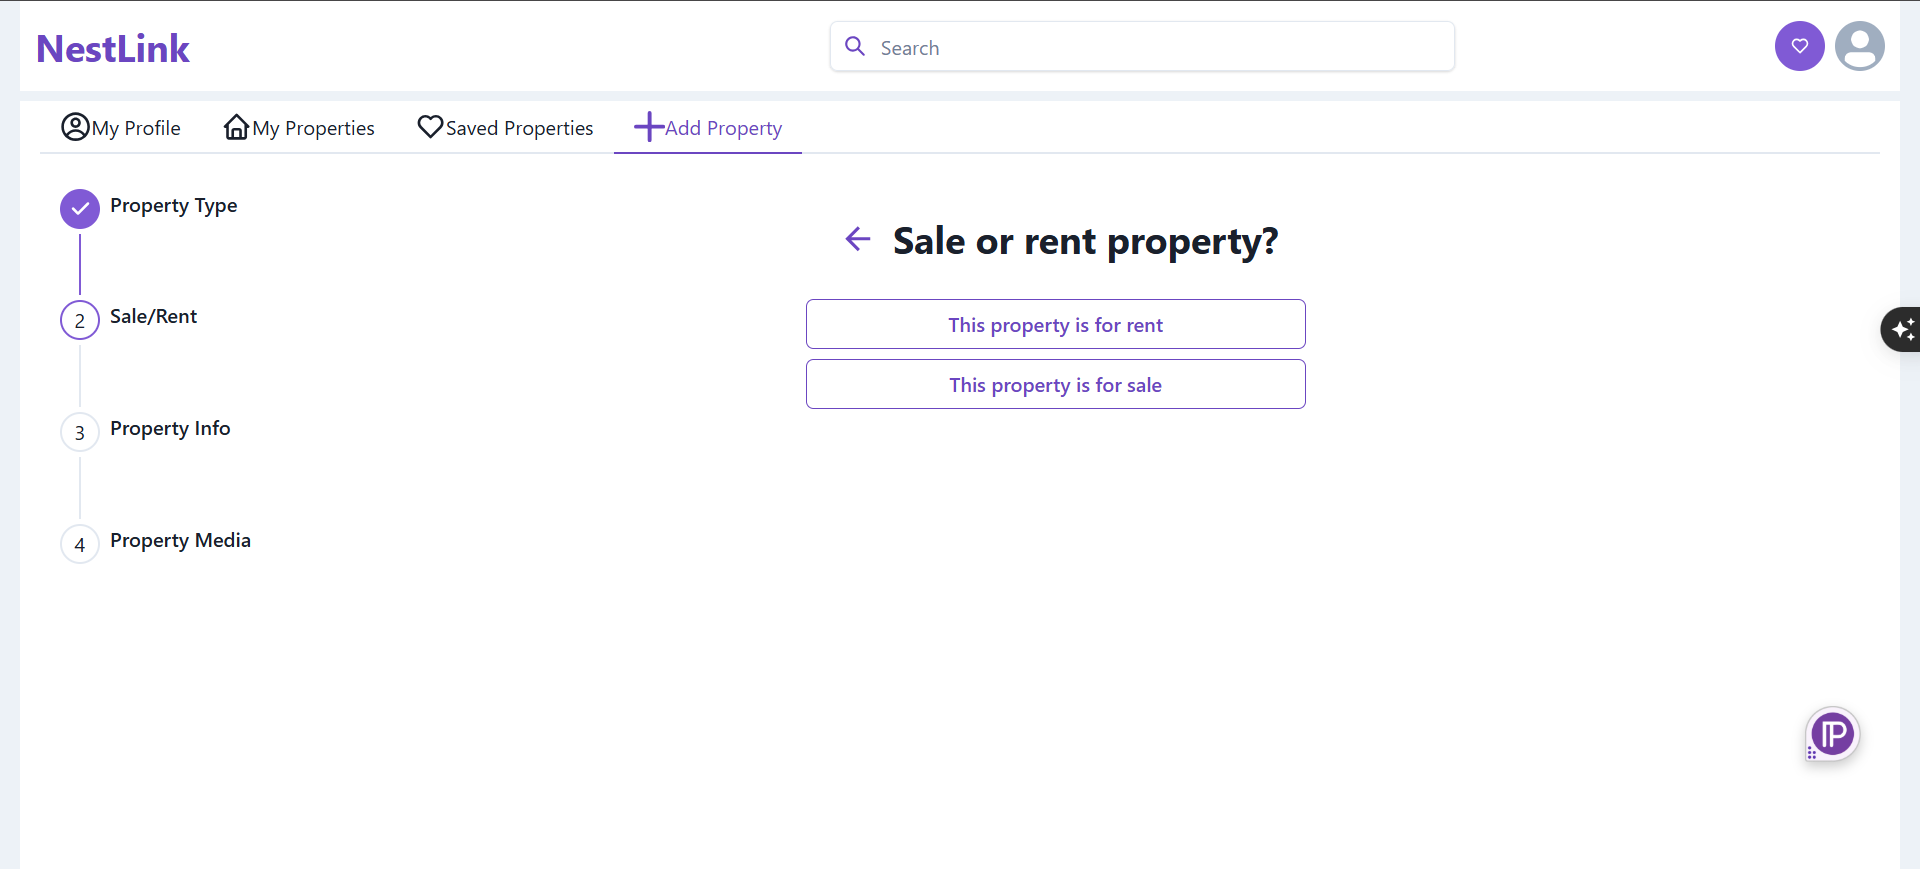 NestLink
Search
My Profile
My Properties
Saved Properties
Add Property
Property Type
Sale or rent property?
2
Sale/Rent
This property is for rent
This property is for sale
3
Property Info
4
Property Media